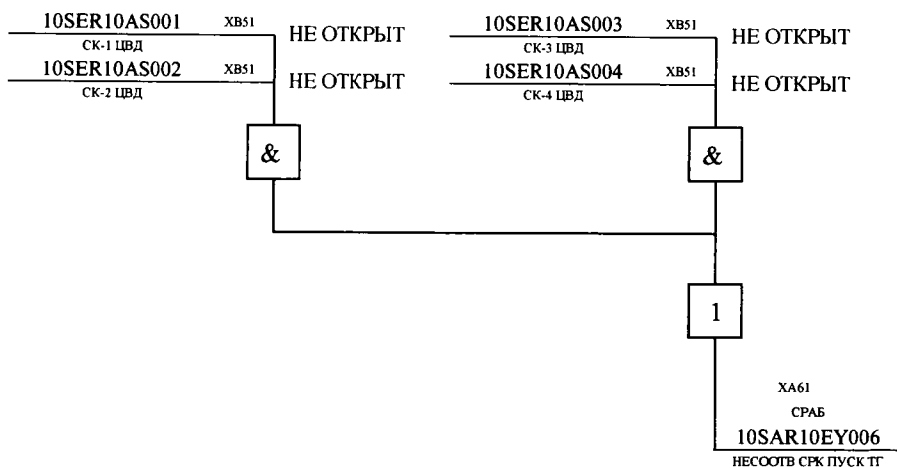 10SER10AS001 XB51 НЕ ОТКРЫТ
СК-1 ЦВД
10SER10AS002 XB51 НЕ ОТКРЫТ
СК-2 ЦВД
&
10SER10AS003 XB51 НЕ ОТКРЫТ
СК-3 ЦВД
10SER10AS004 XB51 НЕ ОТКРЫТ
СК-4 ЦВД
&
1
XA61
СРАБ
10SAR10EY006
НЕСООТВ СРК ПУСК ТГ